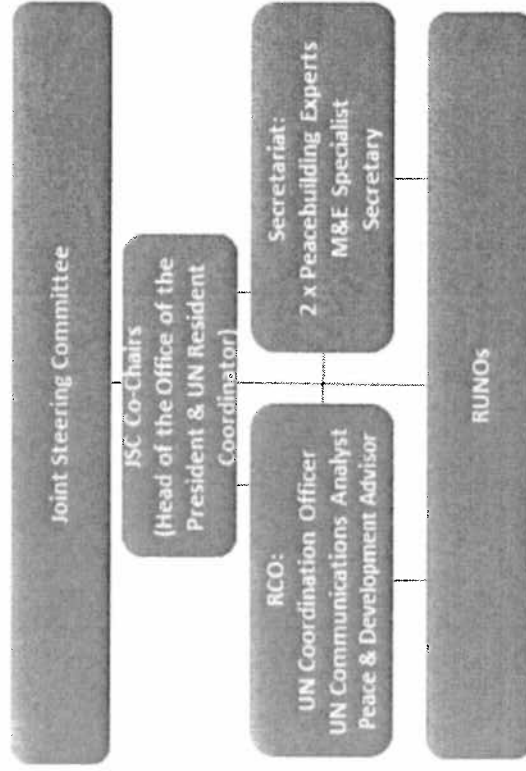 Joint Steering Committee
JSC Co-Chairs
(Head of the Office of the
President & UN Resident
Coordinator)
RCO:
UN Coordination Officer
UN Communications Analyst
Peace & Development Advisor
Secretariat:
2 x Peacebuilding Experts
M&E Specialist
Secretary
RUNOs